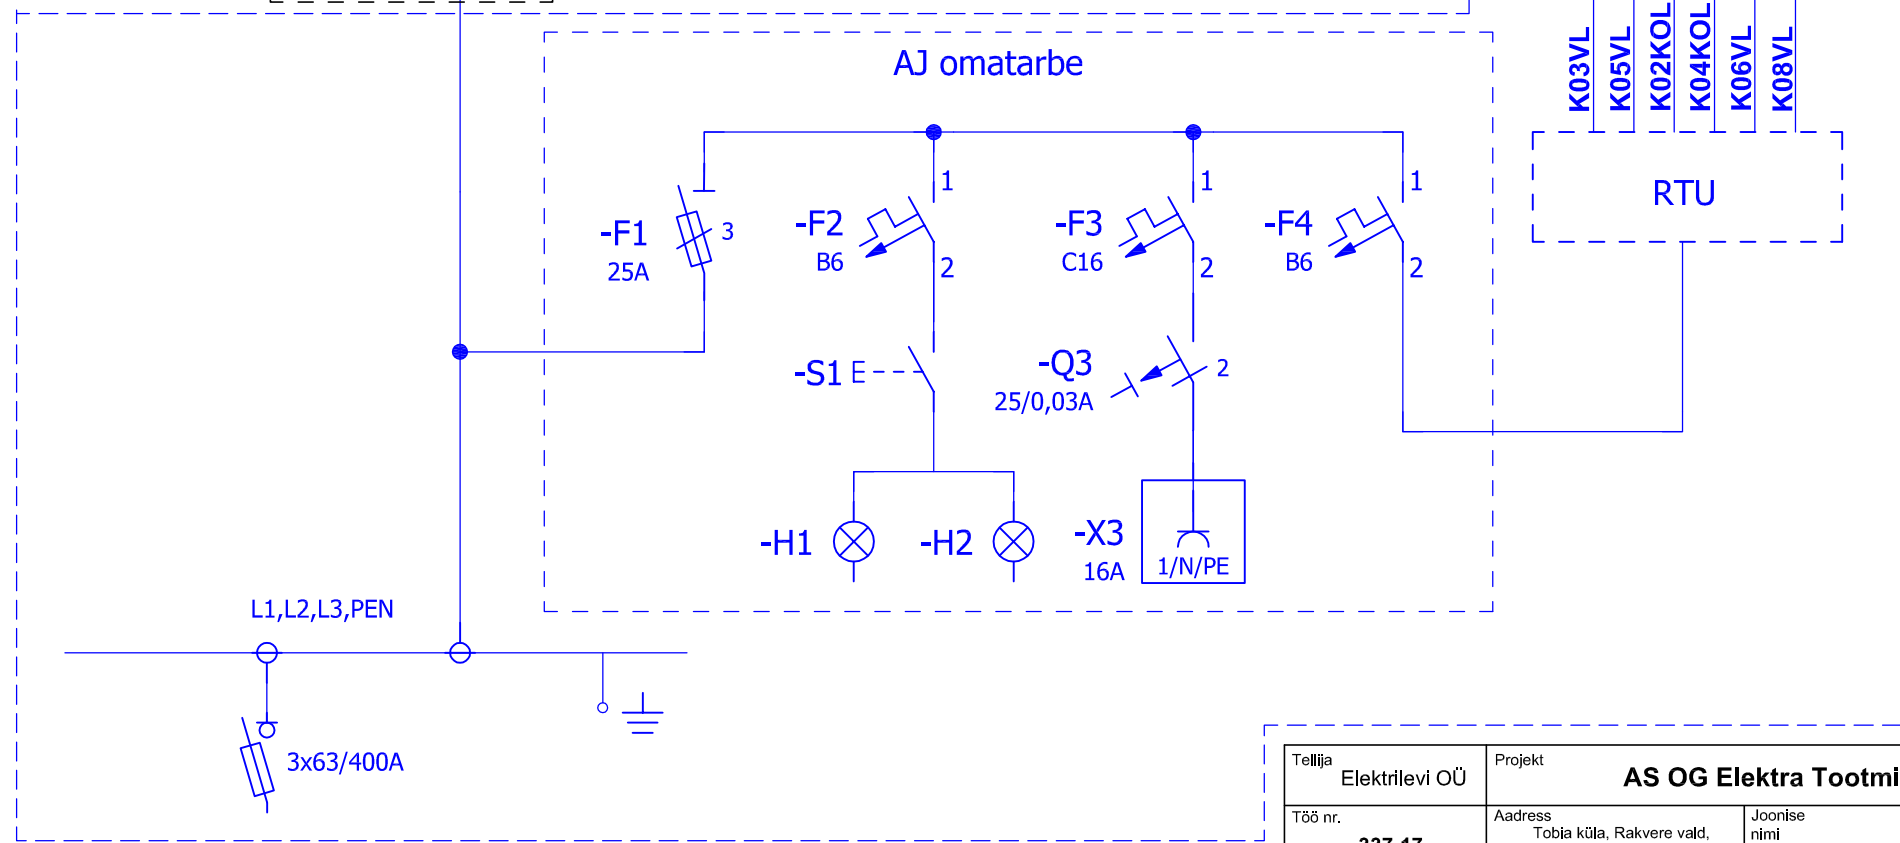 AJ omatarbe
K03VL
K05VL
K02KOL
K04KOL
K06VL
K08VL
RTU
-F1
25A
3
-F2
B6
1
2
-F3
C16
1
2
-F4
B6
1
2
-S1
-Q3
25/0,03A
2
-H1
-H2
-X3
16A
1/N/PE
L1,L2,L3,PEN
3x63/400A
Tellija
Elektrilevi OÜ
Projekt
AS OG Elektra Tootmi
Töö nr.
337-17
Aadress
Tobia küla, Rakvere vald,
Joonise
nimi